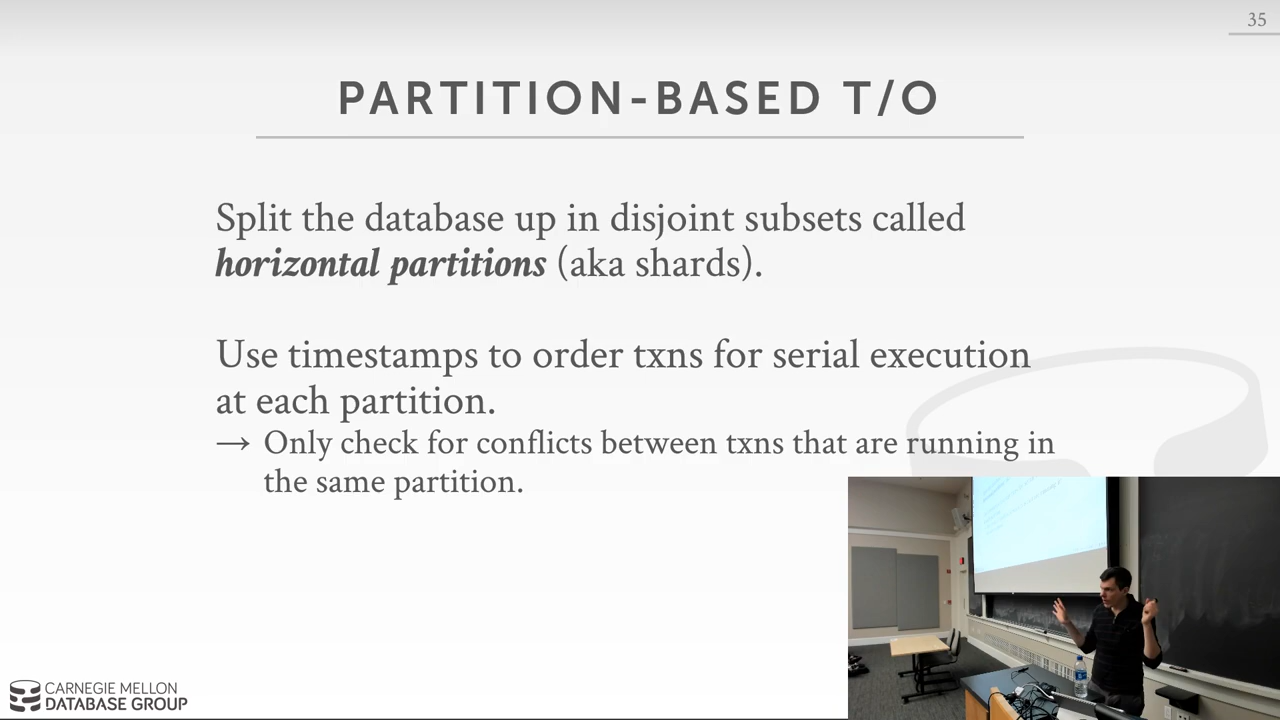 35
PARTITION-BASED T/O
Split the database up in disjoint subsets called
horizontal partitions (aka shards).
Use timestamps to order txns for serial execution
at each partition.
→ Only check for conflicts between txns that are running in
the same partition.
CARNEGIE MELLON
DATABASE GROUP